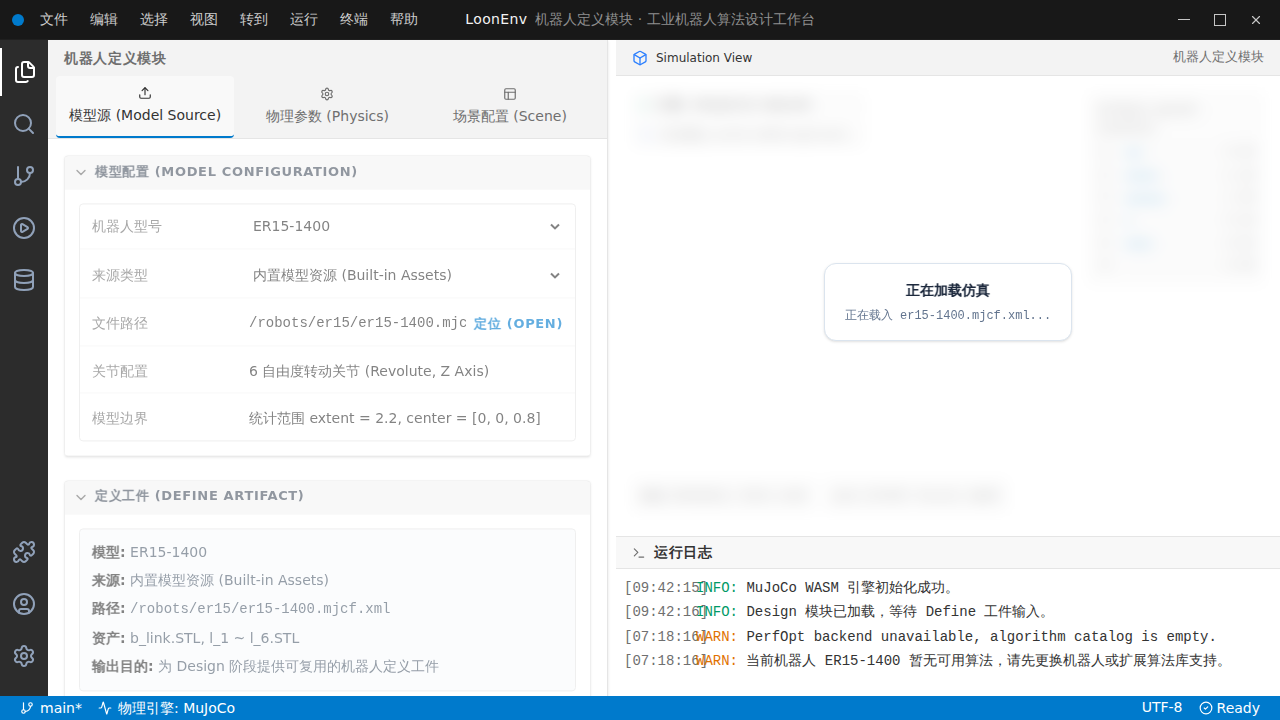 文件 编辑 选择 视图 转到 运行 终端 帮助 LoonEnv 机器人定义模块 · 工业机器人算法设计工作台
机器人定义模块
模型源 (Model Source) 物理参数 (Physics) 场景配置 (Scene)
模型配置 (MODEL CONFIGURATION)
机器人型号 ER15-1400
来源类型 内置模型资源 (Built-in Assets)
文件路径 /robots/er15/er15-1400.mjc 定位 (OPEN)
关节配置 6 自由度转动关节 (Revolute, Z Axis)
模型边界 统计范围 extent = 2.2, center = [0, 0, 0.8]
定义工件 (DEFINE ARTIFACT)
模型: ER15-1400
来源: 内置模型资源 (Built-in Assets)
路径: /robots/er15/er15-1400.mjcf.xml
资产: b_link.STL, l_1 ~ l_6.STL
输出目的: 为 Design 阶段提供可复用的机器人定义工件
Simulation View 机器人定义模块
正在加载仿真
正在载入 er15-1400.mjcf.xml...
运行日志
[09:42:15] INFO: MuJoCo WASM 引擎初始化成功。
[09:42:16] INFO: Design 模块已加载，等待 Define 工件输入。
[07:18:16] WARN: PerfOpt backend unavailable, algorithm catalog is empty.
[07:18:16] WARN: 当前机器人 ER15-1400 暂无可用算法，请先更换机器人或扩展算法库支持。
main* 物理引擎: MuJoCo UTF-8 Ready